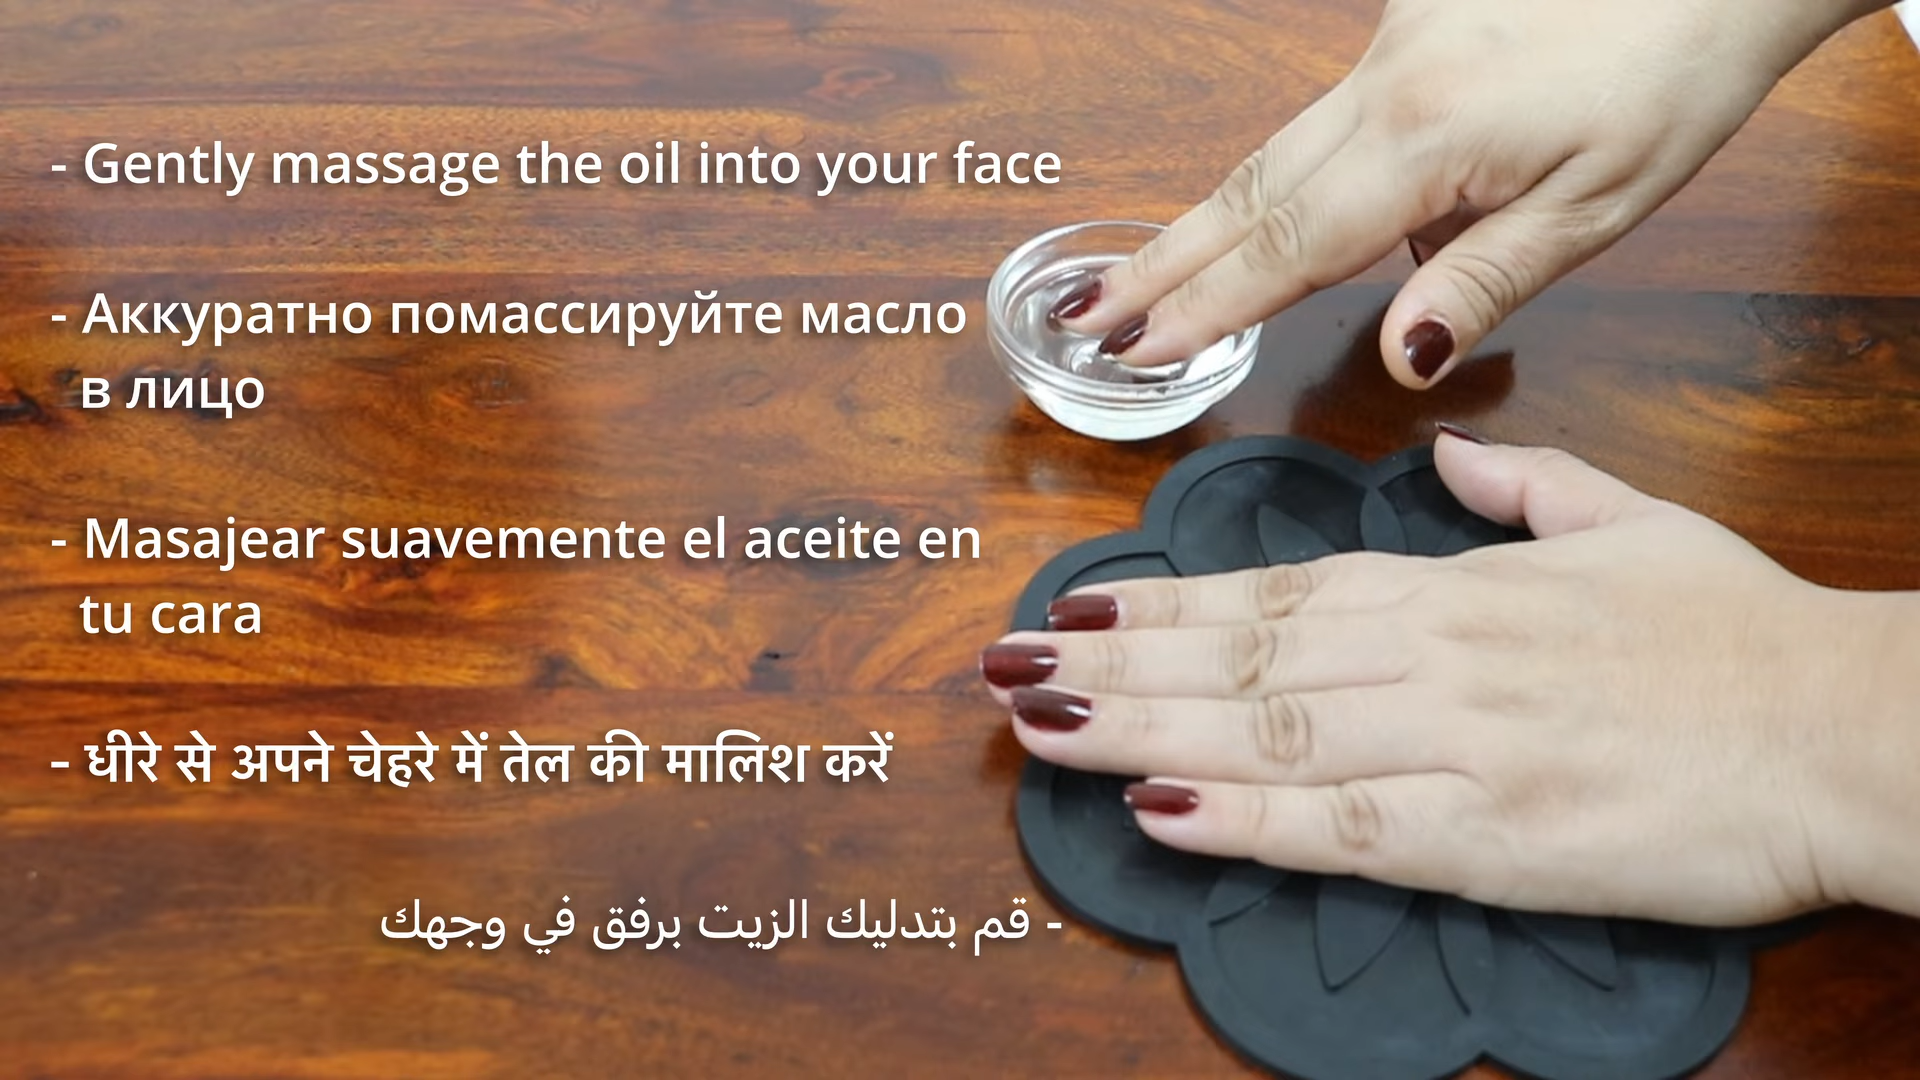 - Gently massage the oil into your face
- Аккуратно помассируйте масло
в лицо
- Masajear suavemente el aceite en
tu cara
- धीरे से अपने चेहरे में तेल की मालिश करें
- قم بتدليك الزيت برفق في وجهك